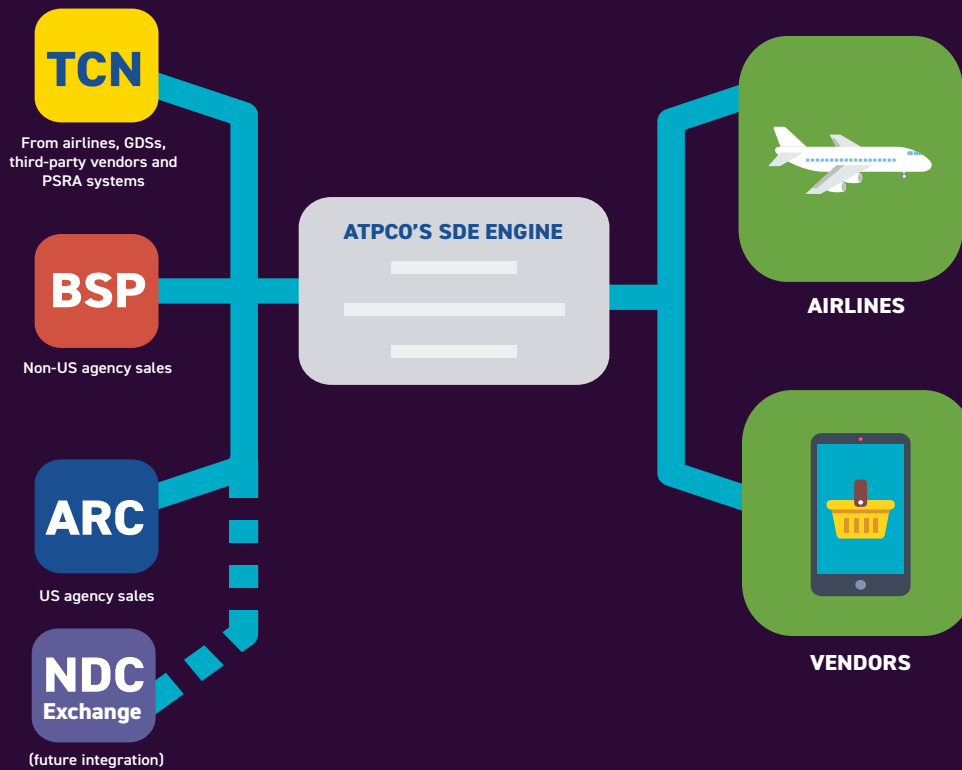 TCN
From airlines, GDSs,
third-party vendors and
PSRA systems
BSP
Non-US agency sales
ARC
US agency sales
NDC
Exchange
(future integration)
ATPCO’S SDE ENGINE
AIRLINES
VENDORS